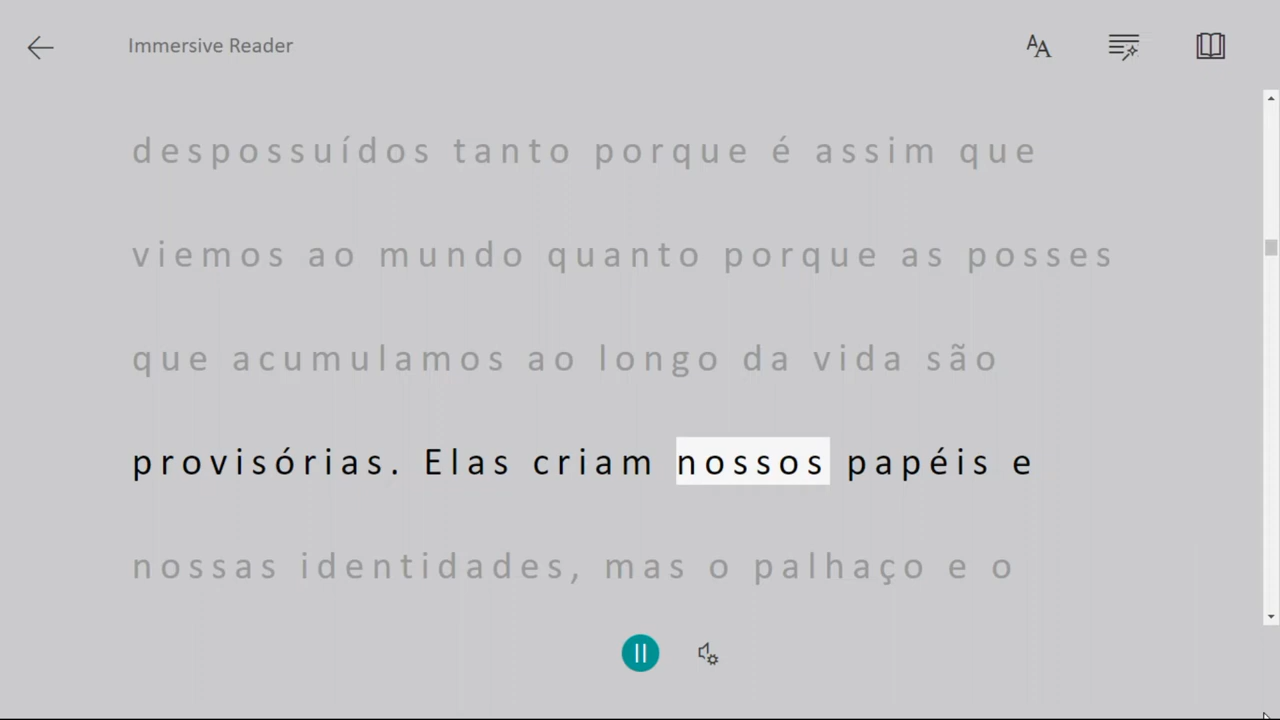 Immersive Reader
despossuídos tanto porque é assim que
viemos ao mundo quanto porque as posses
que acumulamos ao longo da vida são
provisórias. Elas criam nossos papéis e
nossas identidades, mas o palhaço e o